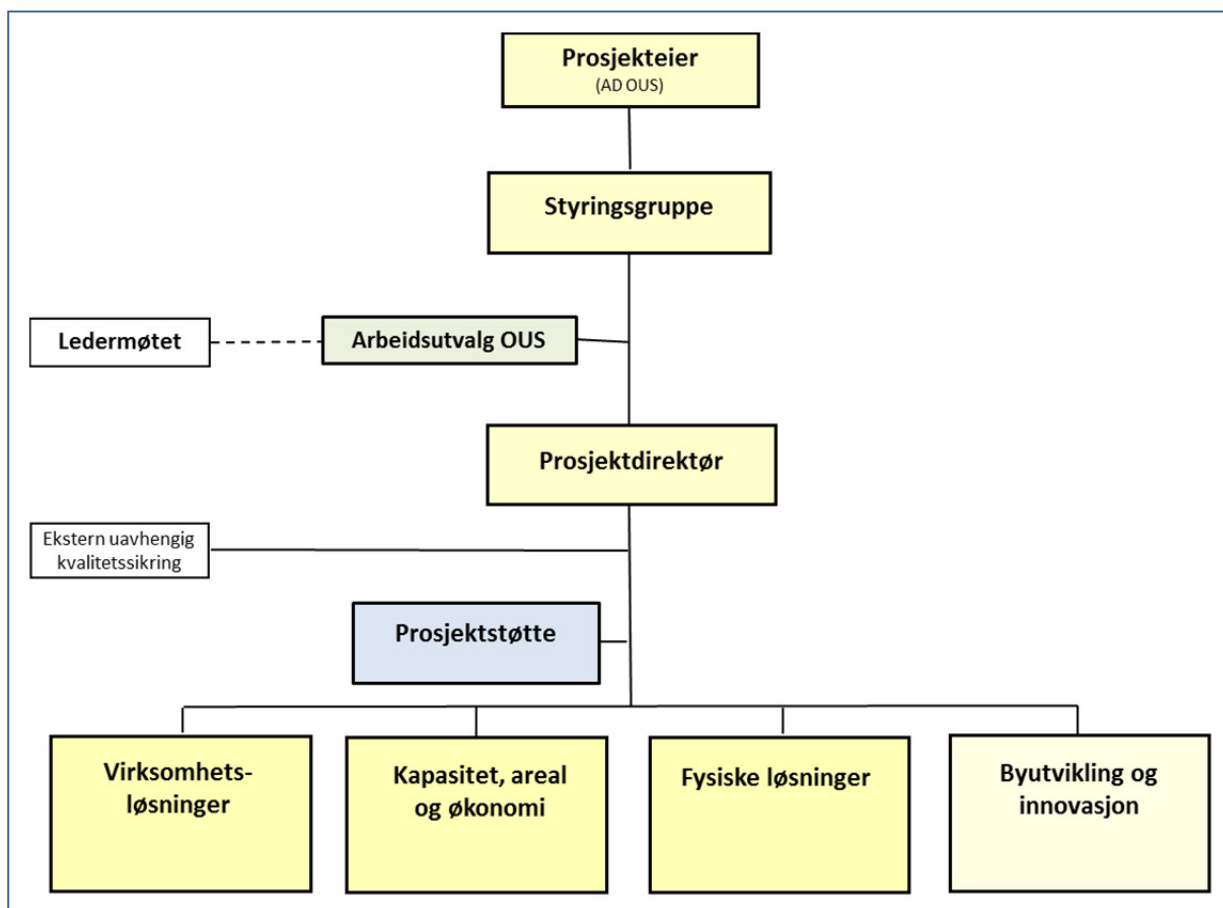 Prosjekteier
(AD OUS)
Styringsgruppe
Ledermøtet
Arbeidsutvalg OUS
Prosjektdirektør
Ekstern uavhengig
kvalitetssikring
Prosjektstøtte
Virksomhets-
løsninger
Kapasitet, areal
og økonomi
Fysiske løsninger
Byutvikling og
innovasjon